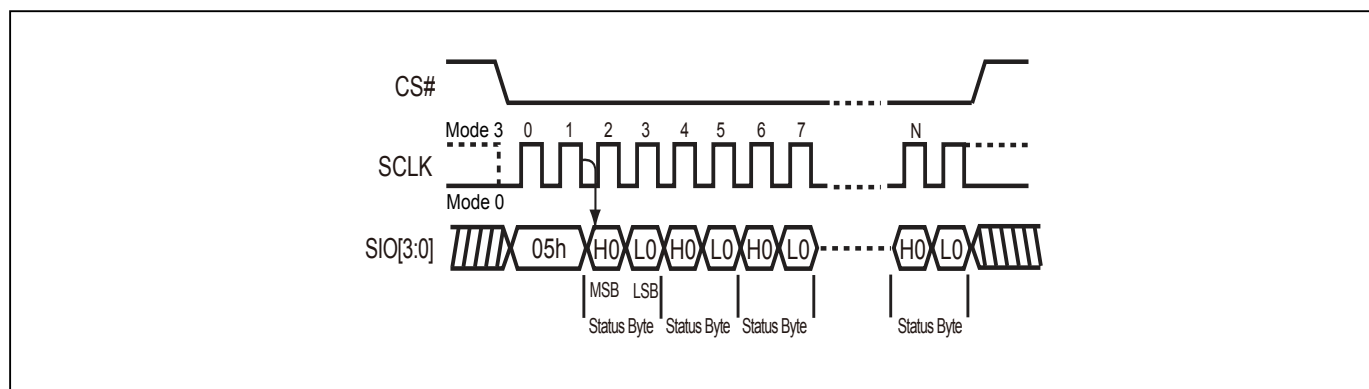 CS#
Mode 3 0 1 2 3 4 5 6 7 N
SCLK
Mode 0
SIO[3:0] 05h H0 L0 H0 L0 H0 L0 H0 L0
MSB LSB
Status Byte Status Byte Status Byte Status Byte